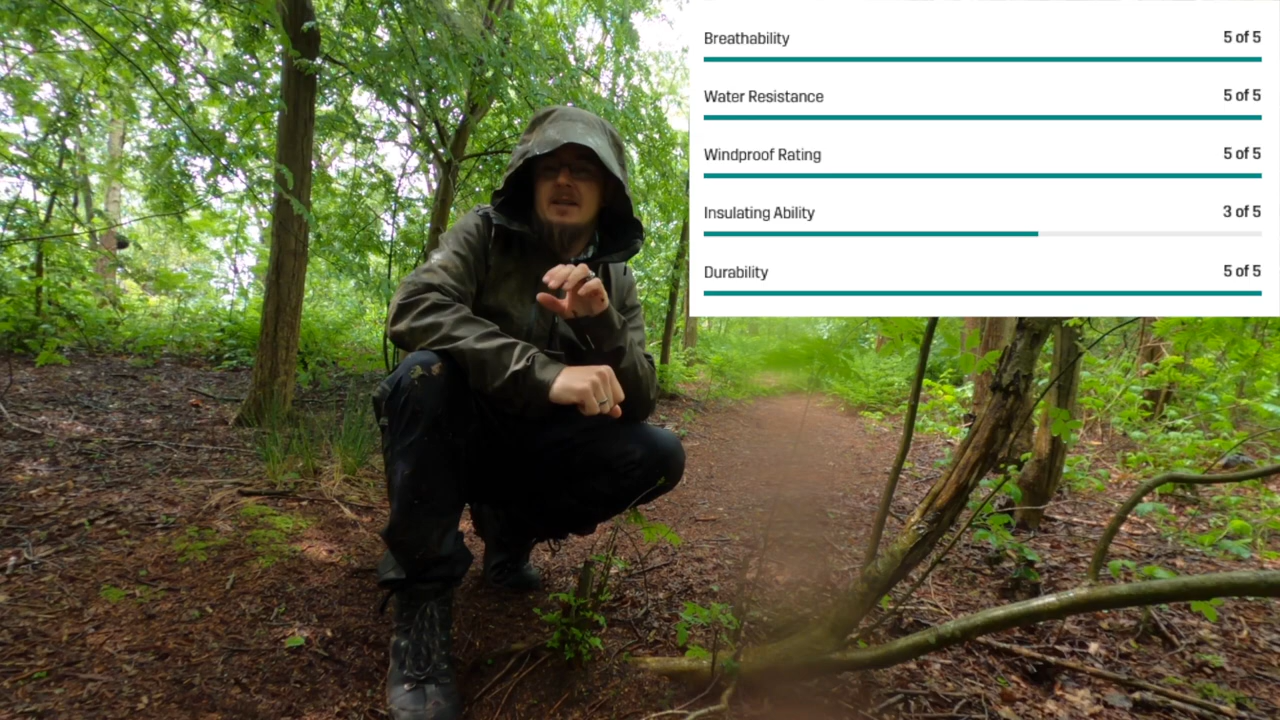 Breathability 5 of 5
Water Resistance 5 of 5
Windproof Rating 5 of 5
Insulating Ability 3 of 5
Durability 5 of 5